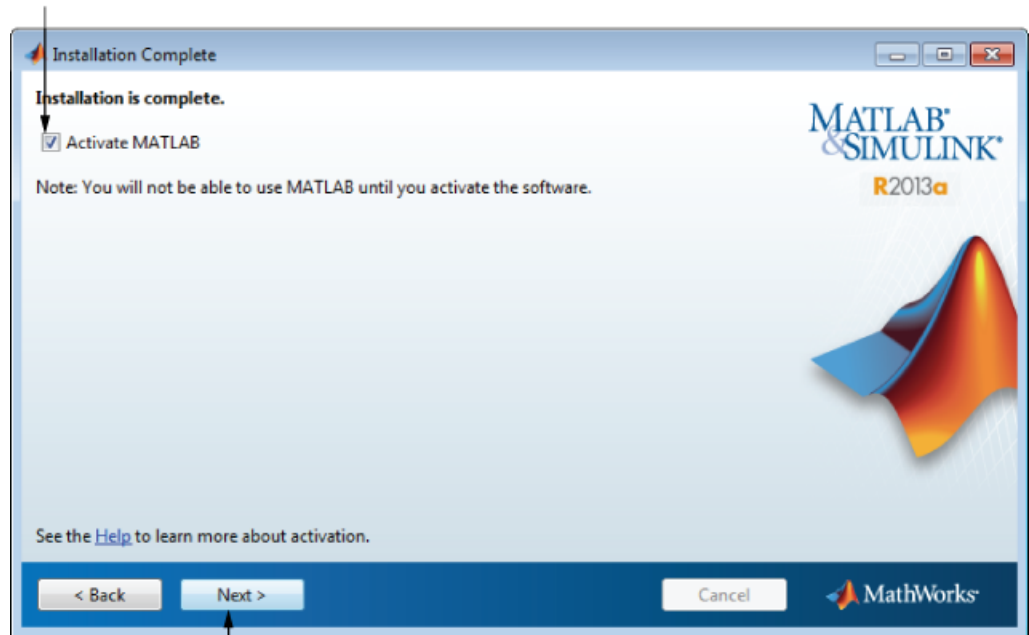 Installation Complete
Installation is complete.
Activate MATLAB
Note: You will not be able to use MATLAB until you activate the software.
MATLAB®
&SIMULINK®
R2013a
See the Help to learn more about activation.
< Back
Next >
Cancel
MathWorks®